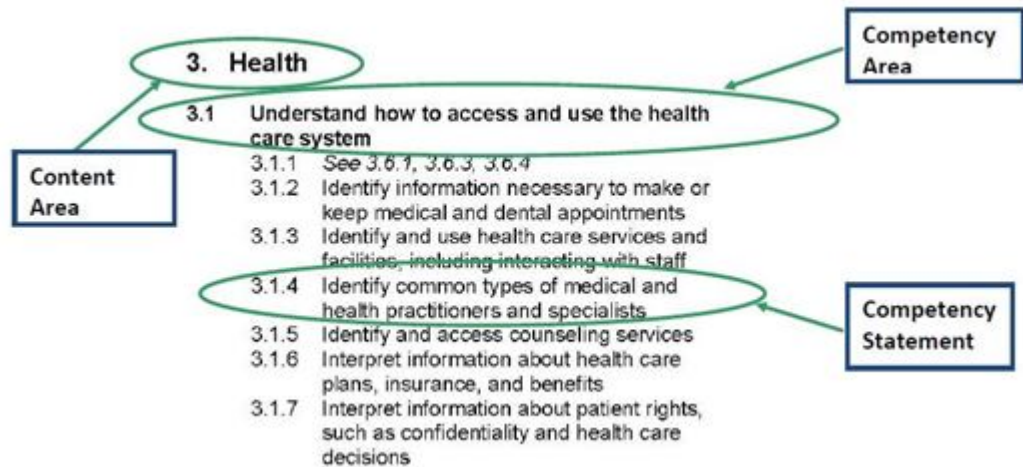 Competency
Area
3. Health
3.1 Understand how to access and use the health
care system
3.1.1 See 3.6.1, 3.6.3, 3.6.4
Content
Area
3.1.2 Identify information necessary to make or
keep medical and dental appointments
3.1.3 Identify and use health care services and
facilities, including interacting with staff
3.1.4 Identify common types of medical and
health practitioners and specialists
Competency
Statement
3.1.5 Identify and access counseling services
3.1.6 Interpret information about health care
plans, insurance, and benefits
3.1.7 Interpret information about patient rights,
such as confidentiality and health care
decisions